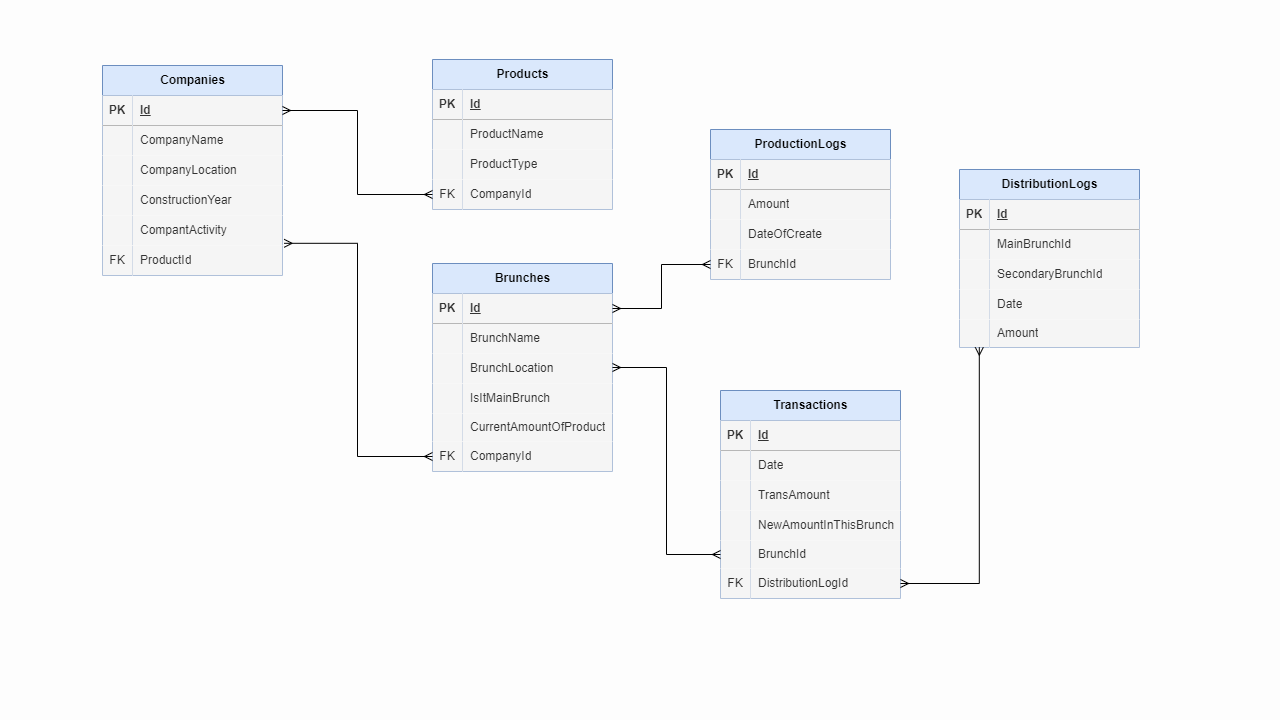 Companies
PK Id
CompanyName
CompanyLocation
ConstructionYear
CompantActivity
FK ProductId
Products
PK Id
ProductName
ProductType
FK CompanyId
Brunches
PK Id
BrunchName
BrunchLocation
IsItMainBrunch
CurrentAmountOfProduct
FK CompanyId
ProductionLogs
PK Id
Amount
DateOfCreate
FK BrunchId
Transactions
PK Id
Date
TransAmount
NewAmountInThisBrunch
BrunchId
FK DistributionLogId
DistributionLogs
PK Id
MainBrunchId
SecondaryBrunchId
Date
Amount